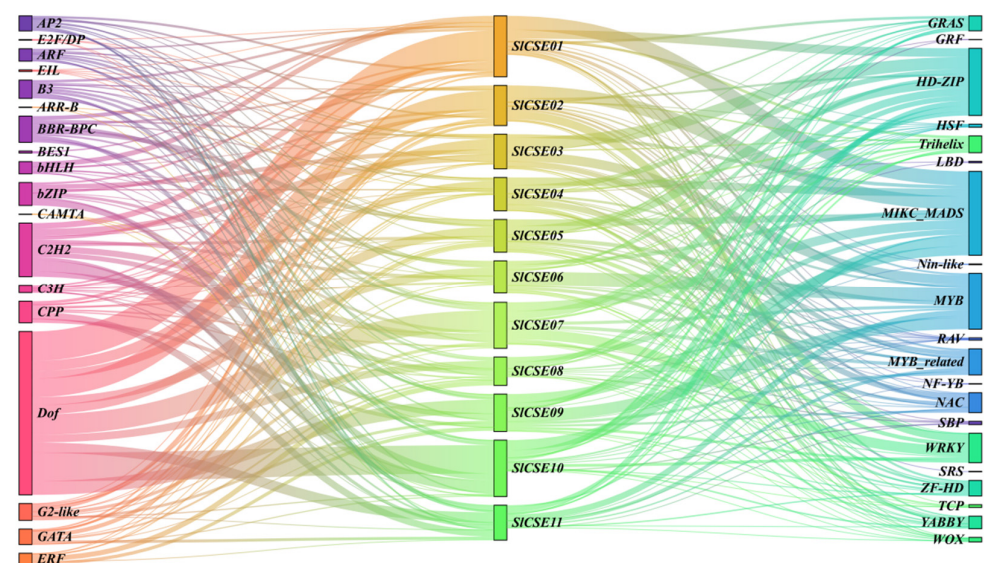 AP2
E2F/DP
ARF
EIL
B3
ARR-B
BBR-BPC
BES1
bHLH
bZIP
CAMTA
C2H2
C3H
CPP
Dof
G2-like
GATA
ERF
SlCSE01
SlCSE02
SlCSE03
SlCSE04
SlCSE05
SlCSE06
SlCSE07
SlCSE08
SlCSE09
SlCSE10
SlCSE11
GRAS
GRF
HD-ZIP
HSF
Trihelix
LBD
MIKC_MADS
Nin-like
MYB
RAV
MYB_related
NF-YB
NAC
SBP
WRKY
SRS
ZF-HD
TCP
YABBY
WOX